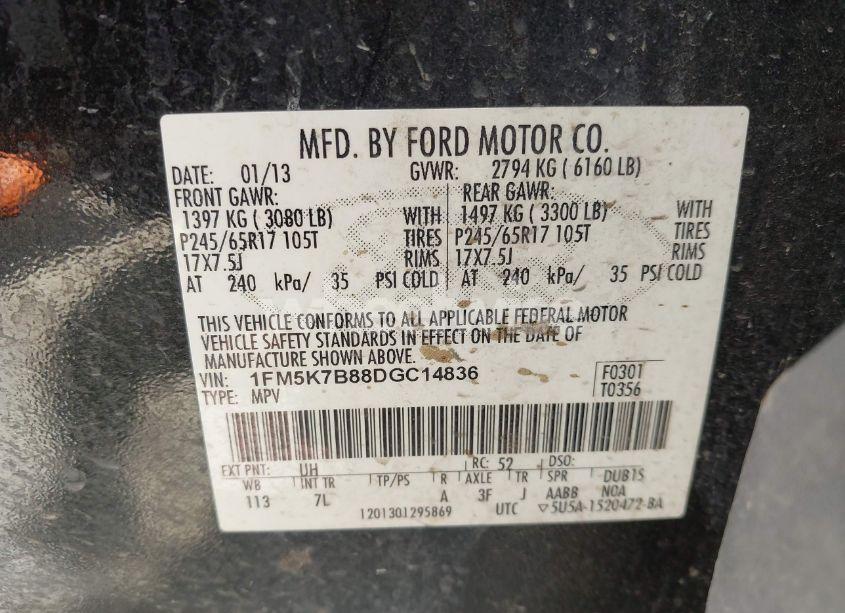 MFD. BY FORD MOTOR CO.
DATE: 01/13 GVWR: 2794 KG ( 6160 LB)
FRONT GAWR: REAR GAWR:
1397 KG ( 3080 LB) WITH 1497 KG ( 3300 LB) WITH
P245/65R17 105T TIRES P245/65R17 105T TIRES
17X7.5J RIMS 17X7.5J RIMS
AT 240 kPa/ 35 PSI COLD AT 240 kPa/ 35 PSI COLD
THIS VEHICLE CONFORMS TO ALL APPLICABLE FEDERAL MOTOR
VEHICLE SAFETY STANDARDS IN EFFECT ON THE DATE OF
MANUFACTURE SHOWN ABOVE.
VIN: 1FM5K7B88DGC14836 F0301
TYPE: MPV T0356
EXT PNT: UH RC: 52 DSO:
WB INT TR TP/PS R AXLE TR SPR DUB1S
113 7L A 3F J AABB NOA
1201301295869 UTC ▽5U5A-1520472-BA